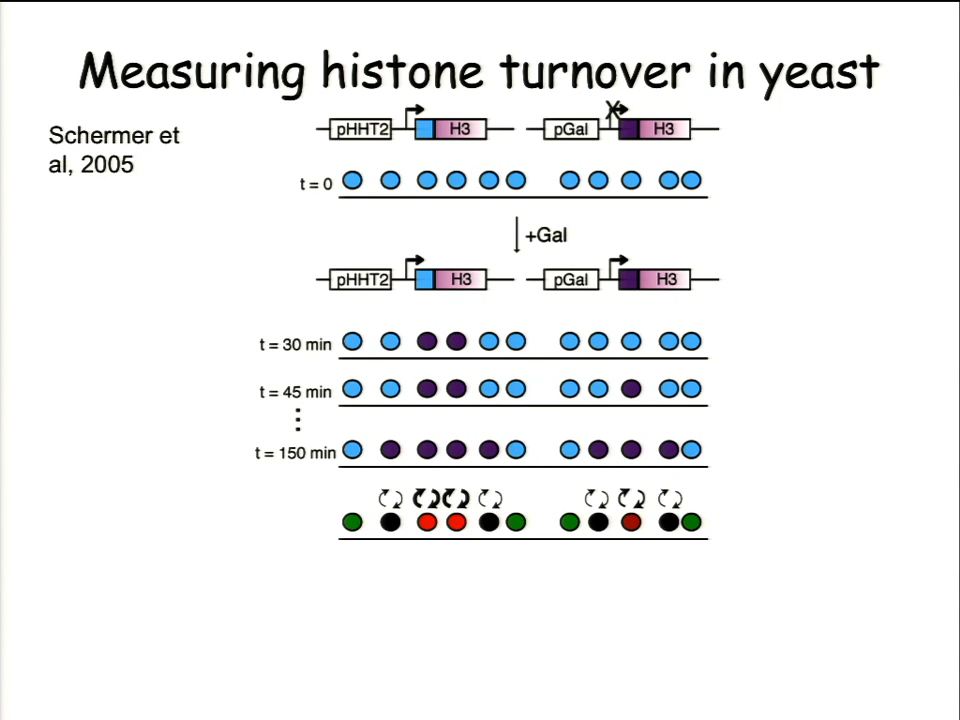 Measuring histone turnover in yeast
Schermer et
al, 2005
pHHT2 H3 pGal X H3
t = 0
+Gal
pHHT2 H3 pGal H3
t = 30 min
t = 45 min
t = 150 min